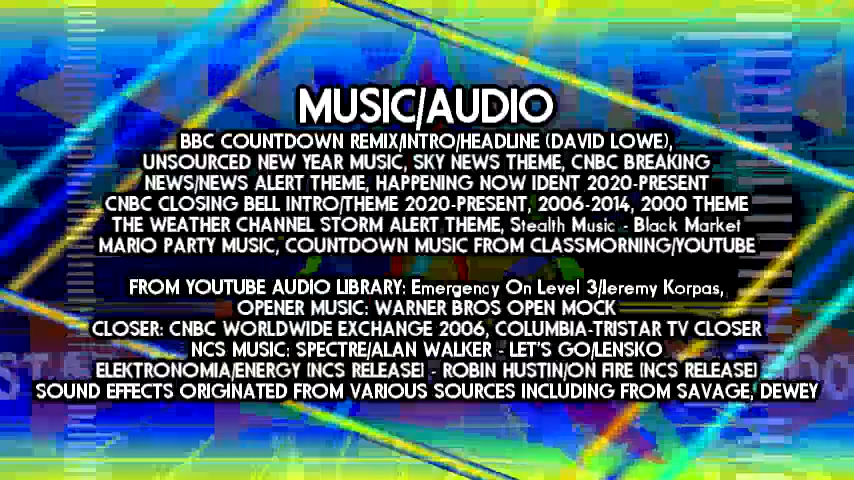 MUSIC/AUDIO
BBC COUNTDOWN REMIX/INTRO/HEADLINE (DAVID LOWE),
UNSOURCED NEW YEAR MUSIC, SKY NEWS THEME, CNBC BREAKING
NEWS/NEWS ALERT THEME, HAPPENING NOW IDENT 2020-PRESENT
CNBC CLOSING BELL INTRO/THEME 2020-PRESENT, 2006-2014, 2000 THEME
THE WEATHER CHANNEL STORM ALERT THEME, Stealth Music - Black Market
MARIO PARTY MUSIC, COUNTDOWN MUSIC FROM CLASSMORNING/YOUTUBE
FROM YOUTUBE AUDIO LIBRARY: Emergency On Level 3/Jeremy Korpas,
OPENER MUSIC: WARNER BROS OPEN MOCK
CLOSER: CNBC WORLDWIDE EXCHANGE 2006, COLUMBIA-TRISTAR TV CLOSER
NCS MUSIC: SPECTRE/ALAN WALKER - LET'S GO/LENSKO
ELEKTRONOMIA/ENERGY [NCS RELEASE] - ROBIN HUSTIN/ON FIRE [NCS RELEASE]
SOUND EFFECTS ORIGINATED FROM VARIOUS SOURCES INCLUDING FROM SAVAGE, DEWEY